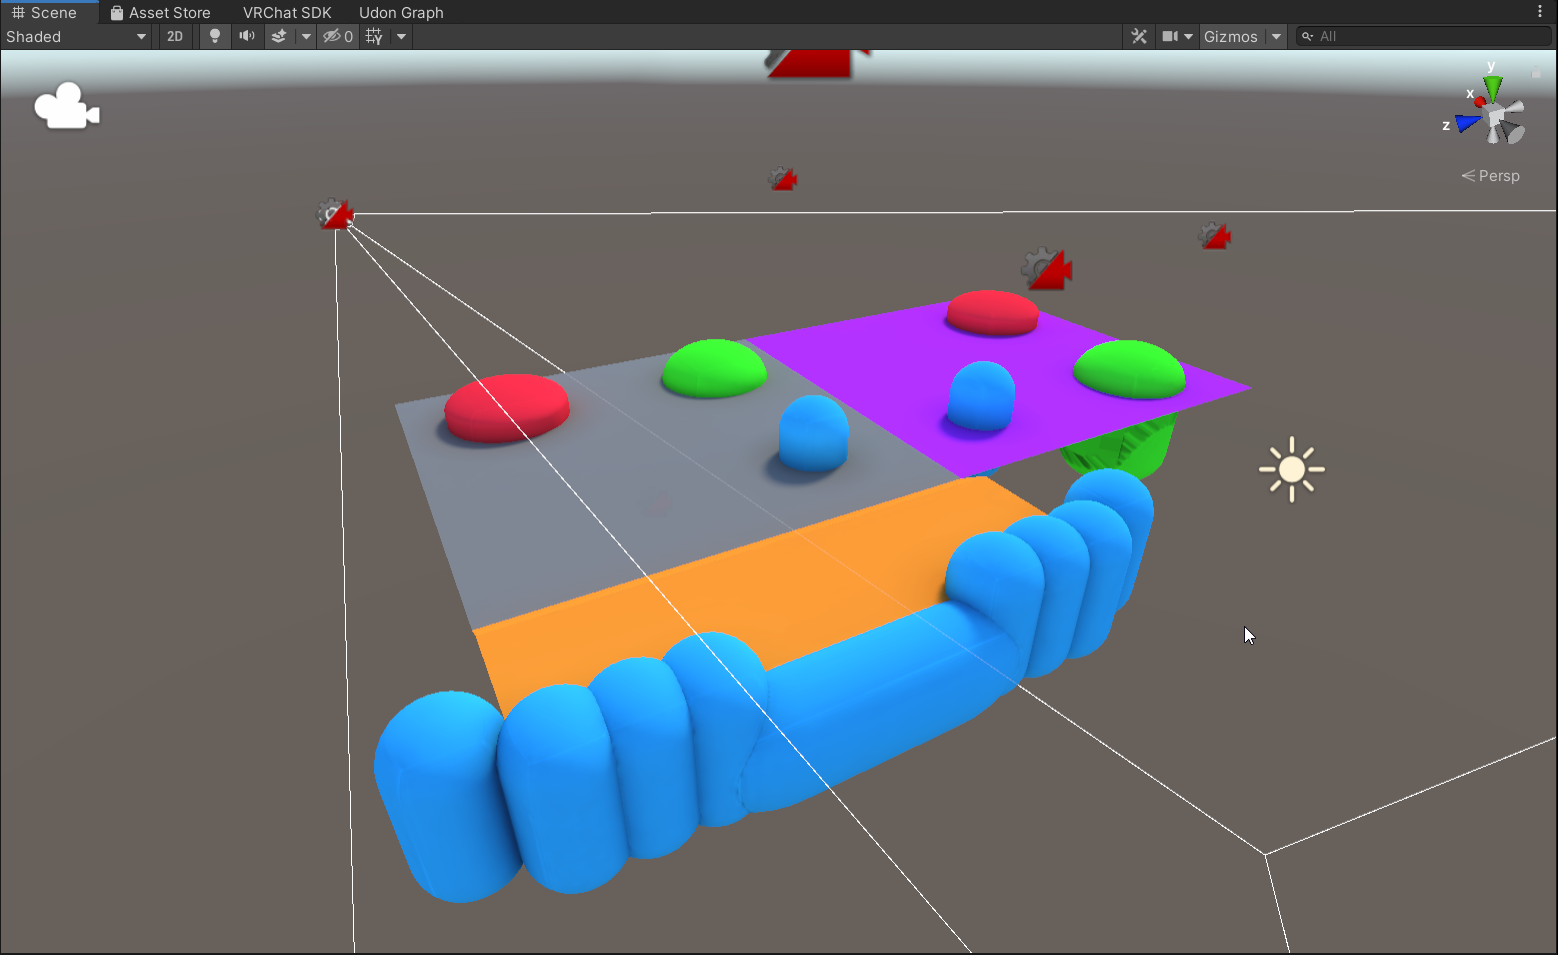 Scene Asset Store VRChat SDK Udon Graph
Shaded 2D 0 Gizmos All
y
x
z
Persp